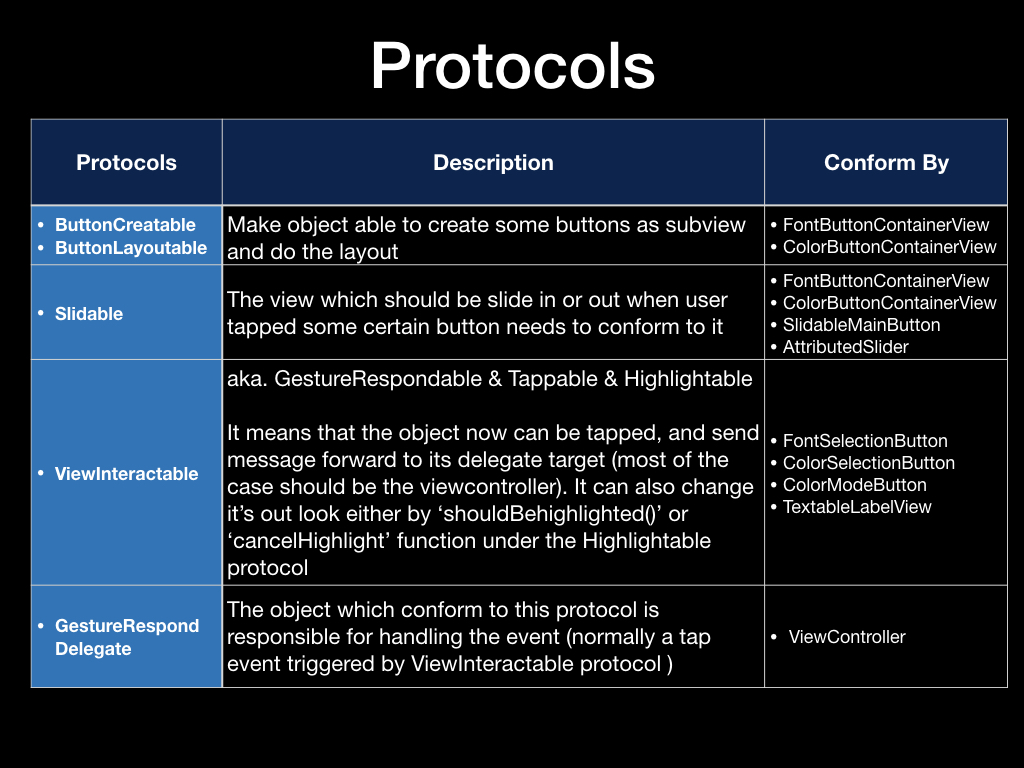 Protocols
Protocols
Description
Conform By
• ButtonCreatable
• ButtonLayoutable
Make object able to create some buttons as subview
and do the layout
• FontButtonContainerView
• ColorButtonContainerView
• Slidable
The view which should be slide in or out when user
tapped some certain button needs to conform to it
• FontButtonContainerView
• ColorButtonContainerView
• SlidableMainButton
• AttributedSlider
• ViewInteractable
aka. GestureRespondable & Tappable & Highlightable
It means that the object now can be tapped, and send
message forward to its delegate target (most of the
case should be the viewcontroller). It can also change
it’s out look either by ‘shouldBehighlighted()’ or
‘cancelHighlight’ function under the Highlightable
protocol
• FontSelectionButton
• ColorSelectionButton
• ColorModeButton
• TextableLabelView
• GestureRespond
Delegate
The object which conform to this protocol is
responsible for handling the event (normally a tap
event triggered by ViewInteractable protocol )
• ViewController